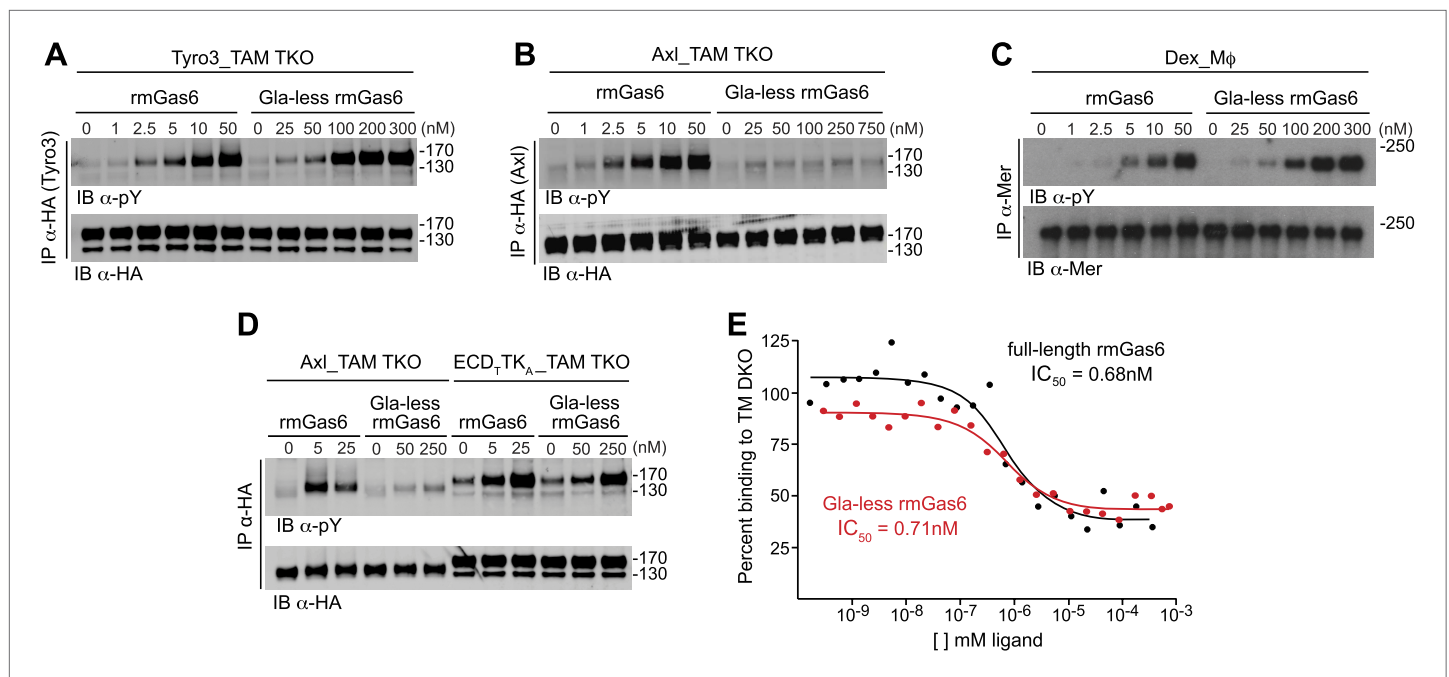 A
Tyro3_TAM TKO
rmGas6
Gla-less rmGas6
0 1 2.5 5 10 50 0 25 50 100 200 300 (nM)
IP α-HA (Tyro3)
-170
-130
IB α-pY
-170
-130
IB α-HA
B
Axl_TAM TKO
rmGas6
Gla-less rmGas6
0 1 2.5 5 10 50 0 25 50 100 250 750
IP α-HA (Axl)
-170
-130
IB α-pY
-170
-130
IB α-HA
C
Dex_Mϕ
rmGas6
Gla-less rmGas6
0 1 2.5 5 10 50 0 25 50 100 200 300 (nM)
IP α-Mer
-250
IB α-pY
-250
IB α-Mer
D
Axl_TAM TKO
ECD_TTK_A_TAM TKO
rmGas6
Gla-less
rmGas6
rmGas6
Gla-less
rmGas6
0 5 25 0 50 250 0 5 25 0 50 250 (nM)
IP α-HA
-170
-130
IB α-pY
-170
-130
IB α-HA
E
Percent binding to TM DKO
125
100
75
50
25
full-length rmGas6
IC50 = 0.68nM
Gla-less rmGas6
IC50 = 0.71nM
10-9 10-8 10-7 10-6 10-5 10-4 10-3
[ ] mM ligand